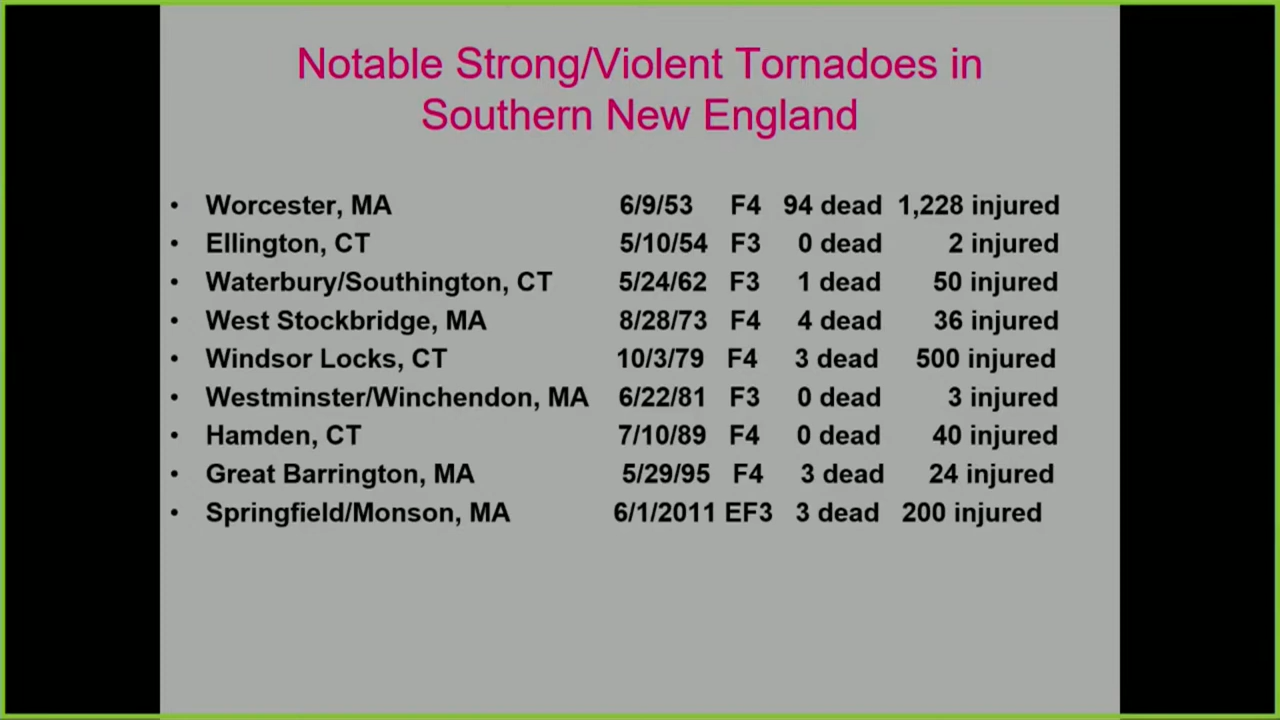 Notable Strong/Violent Tornadoes in
Southern New England
• Worcester, MA 6/9/53 F4 94 dead 1,228 injured
• Ellington, CT 5/10/54 F3 0 dead 2 injured
• Waterbury/Southington, CT 5/24/62 F3 1 dead 50 injured
• West Stockbridge, MA 8/28/73 F4 4 dead 36 injured
• Windsor Locks, CT 10/3/79 F4 3 dead 500 injured
• Westminster/Winchendon, MA 6/22/81 F3 0 dead 3 injured
• Hamden, CT 7/10/89 F4 0 dead 40 injured
• Great Barrington, MA 5/29/95 F4 3 dead 24 injured
• Springfield/Monson, MA 6/1/2011 EF3 3 dead 200 injured